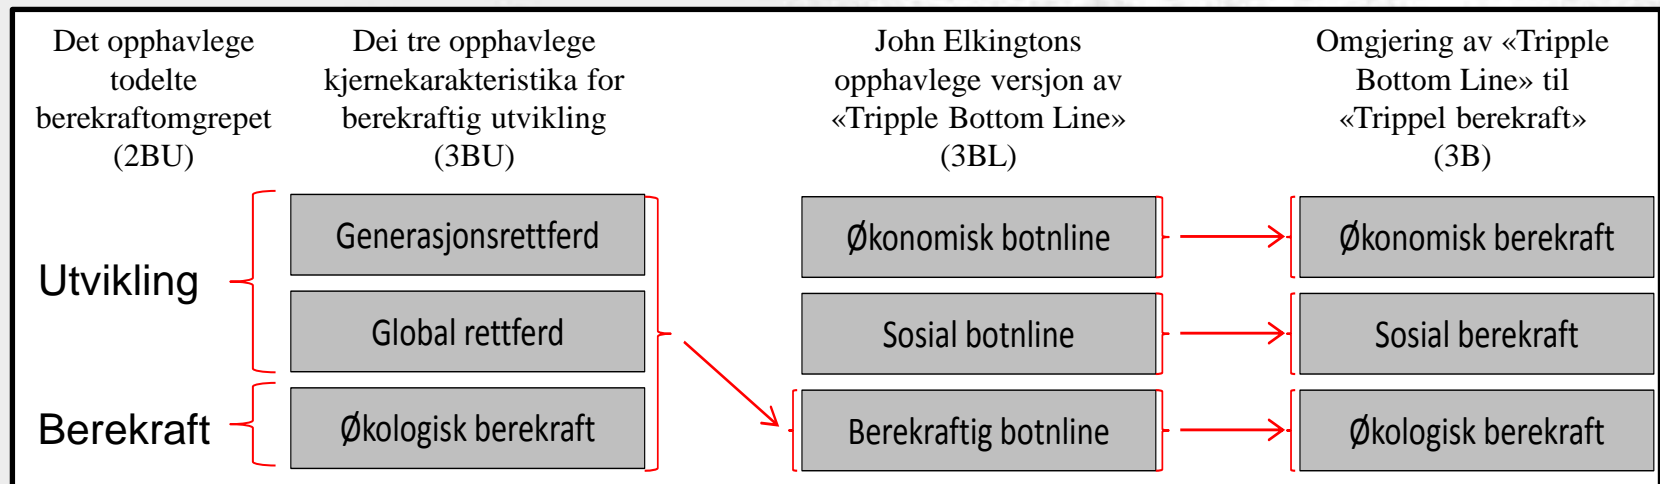 Det opphavlege
todelte
berekraftomgrepet
(2BU)
Dei tre opphavlege
kjernekarakteristika for
berekraftig utvikling
(3BU)
John Elkingtons
opphavlege versjon av
«Tripple Bottom Line»
(3BL)
Omgjering av «Tripple
Bottom Line» til
«Trippel berekraft»
(3B)
Utvikling
Berekraft
Generasjonsrettferd
Global rettferd
Økologisk berekraft
Økonomisk botnline
Sosial botnline
Berekraftig botnline
Økonomisk berekraft
Sosial berekraft
Økologisk berekraft